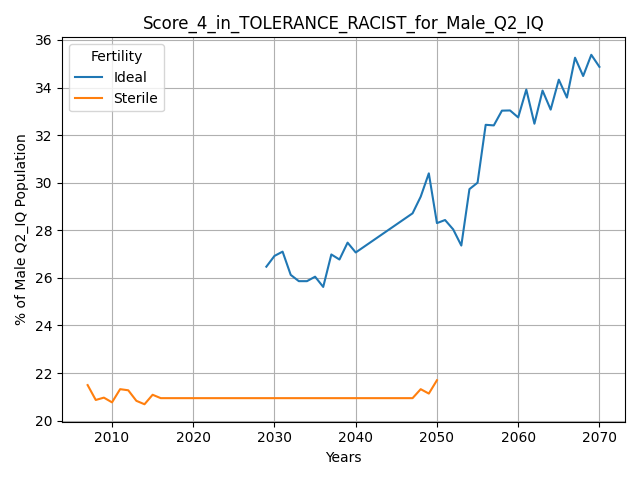 Score_4_in_TOLERANCE_RACIST_for_Male_Q2_IQ
Fertility
Ideal
Sterile
36
34
32
30
28
26
24
22
20
% of Male Q2_IQ Population
2010 2020 2030 2040 2050 2060 2070
Years